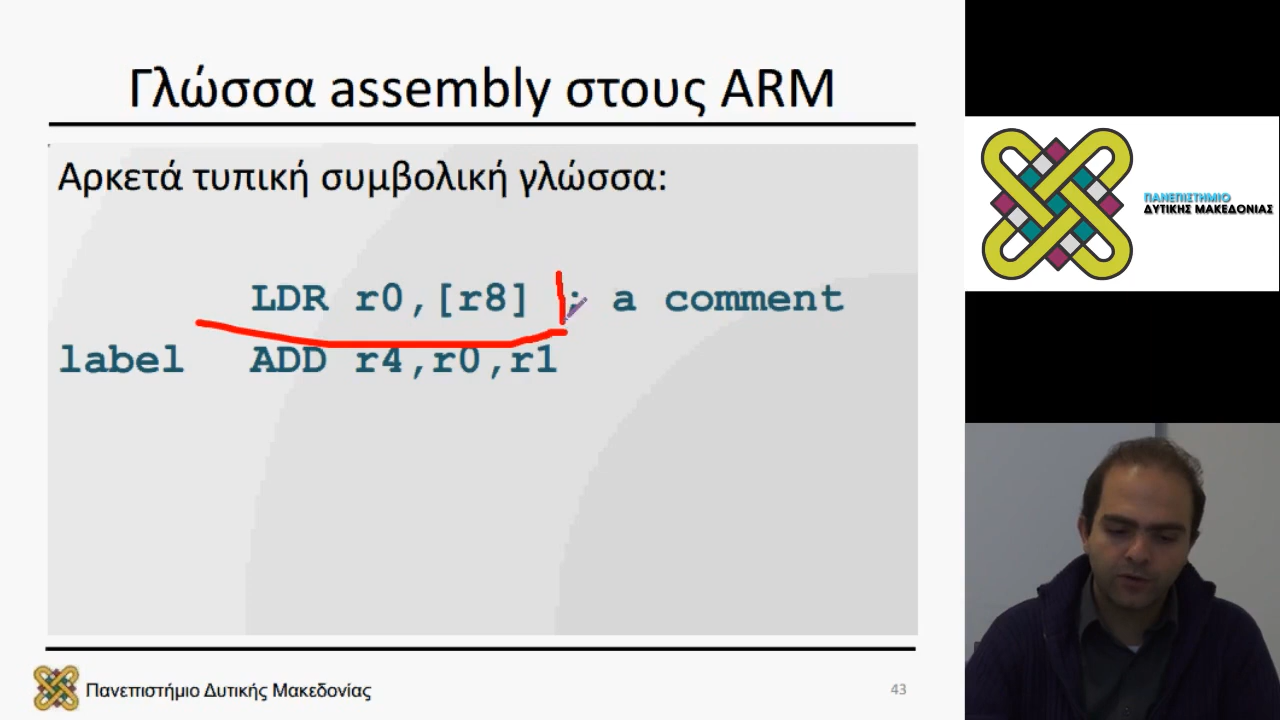 Γλώσσα assembly στους ARM
Αρκετά τυπική συμβολική γλώσσα:
LDR r0,[r8] ; a comment
label ADD r4,r0,r1
Πανεπιστήμιο Δυτικής Μακεδονίας
43
ΠΑΝΕΠΙΣΤΗΜΙΟ
ΔΥΤΙΚΗΣ ΜΑΚΕΔΟΝΙΑΣ